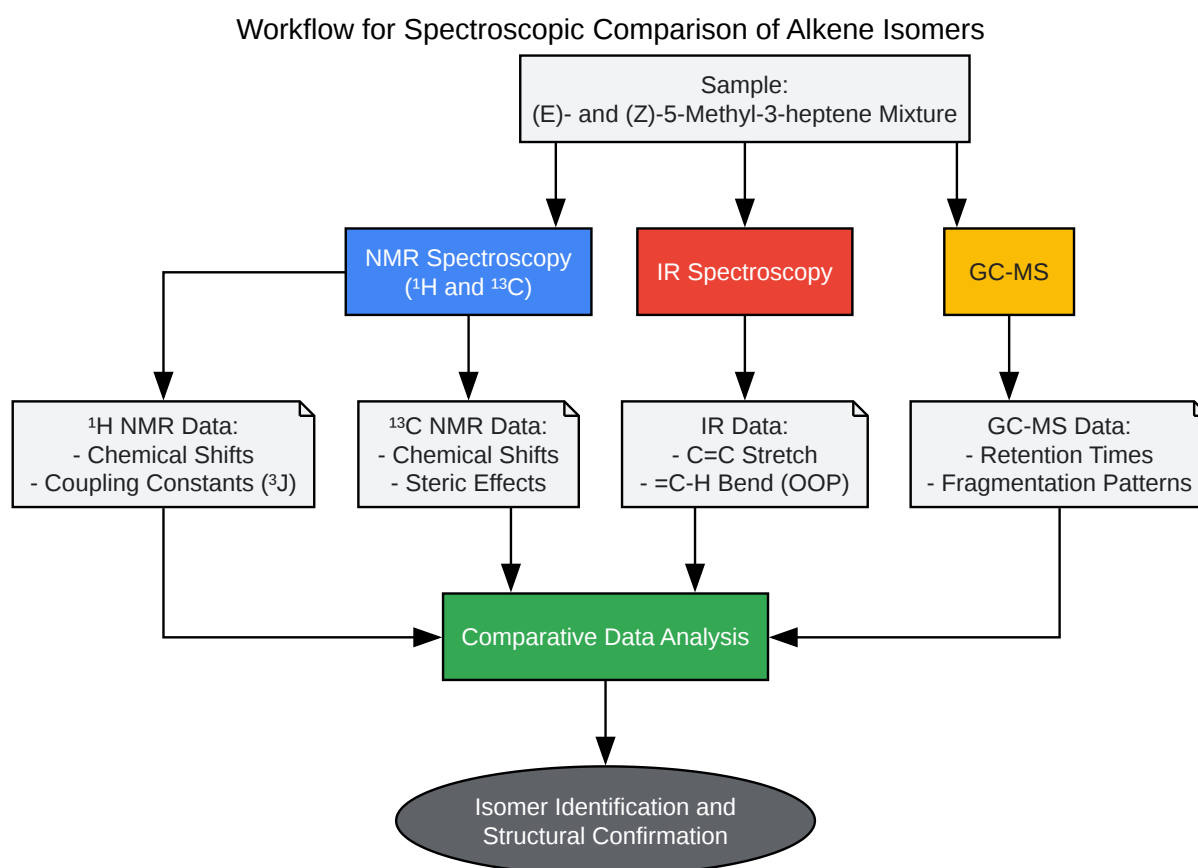 Workflow for Spectroscopic Comparison of Alkene Isomers
Sample:
(E)- and (Z)-5-Methyl-3-heptene Mixture
NMR Spectroscopy
(¹H and ¹³C)
IR Spectroscopy
GC-MS
¹H NMR Data:
- Chemical Shifts
- Coupling Constants (³J)
¹³C NMR Data:
- Chemical Shifts
- Steric Effects
IR Data:
- C=C Stretch
- =C-H Bend (OOP)
GC-MS Data:
- Retention Times
- Fragmentation Patterns
Comparative Data Analysis
Isomer Identification and
Structural Confirmation